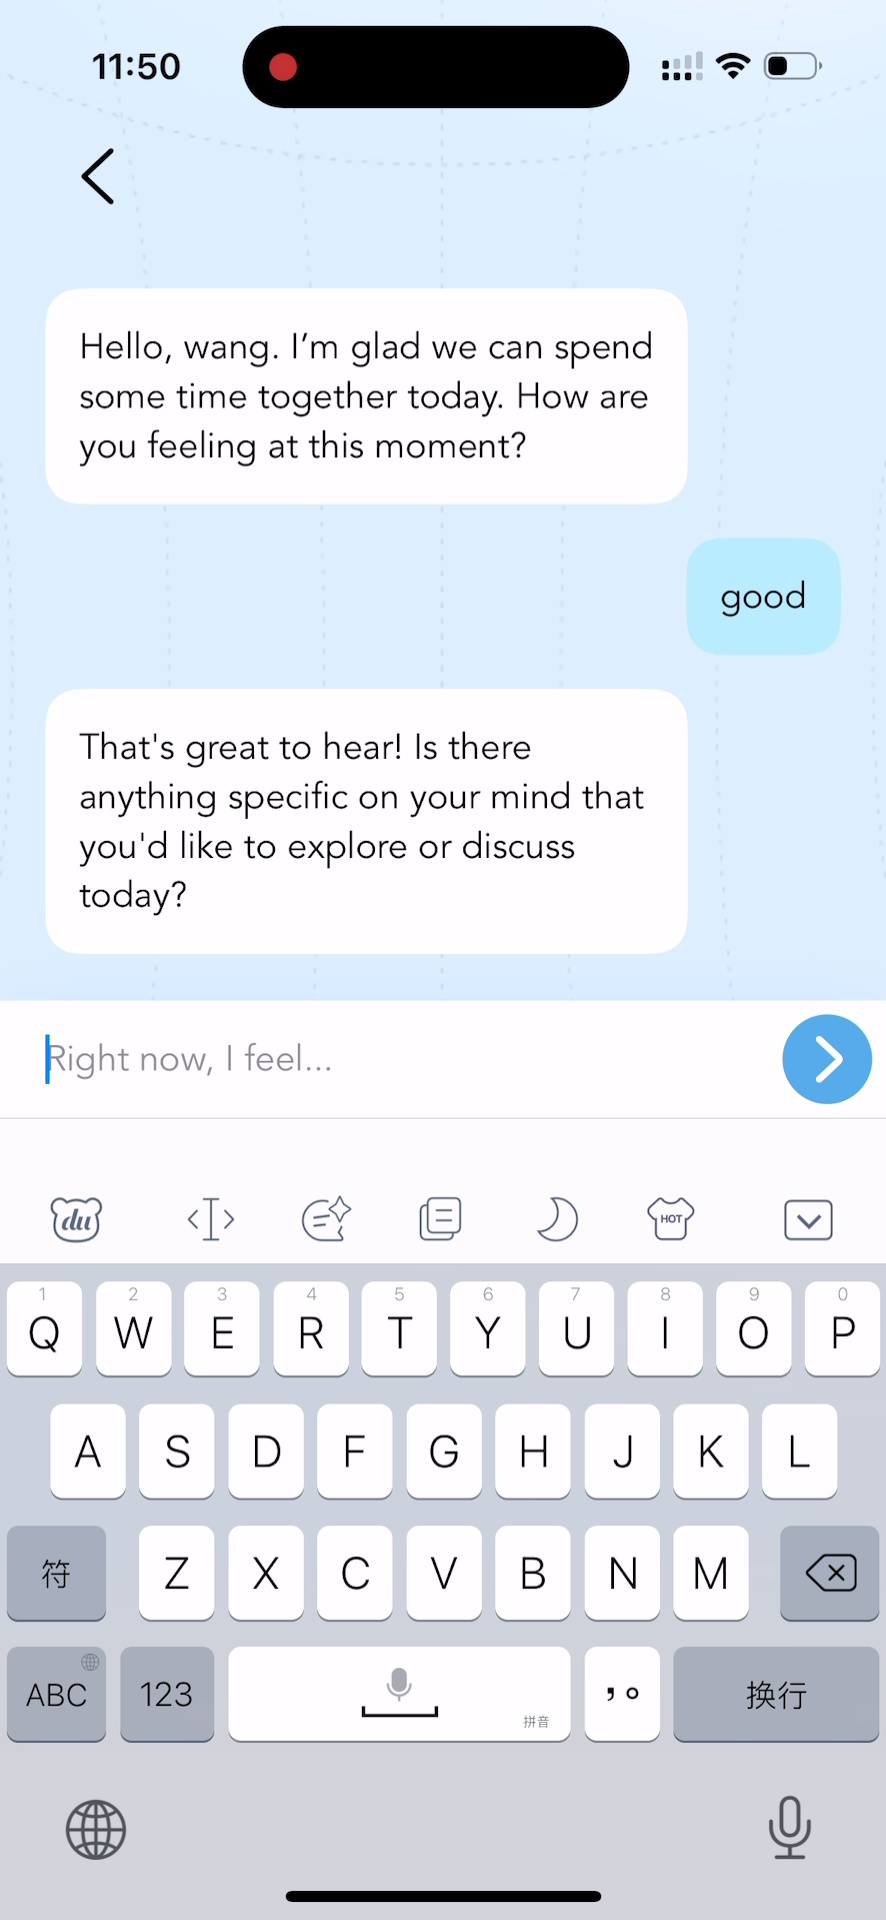 11:50
Hello, wang. I’m glad we can spend
some time together today. How are
you feeling at this moment?
good
That's great to hear! Is there
anything specific on your mind that
you'd like to explore or discuss
today?
Right now, I feel...
du
HOT
1 2 3 4 5 6 7 8 9 0
Q W E R T Y U I O P
A S D F G H J K L
符 Z X C V B N M
ABC 123 拼音 ,。 换行